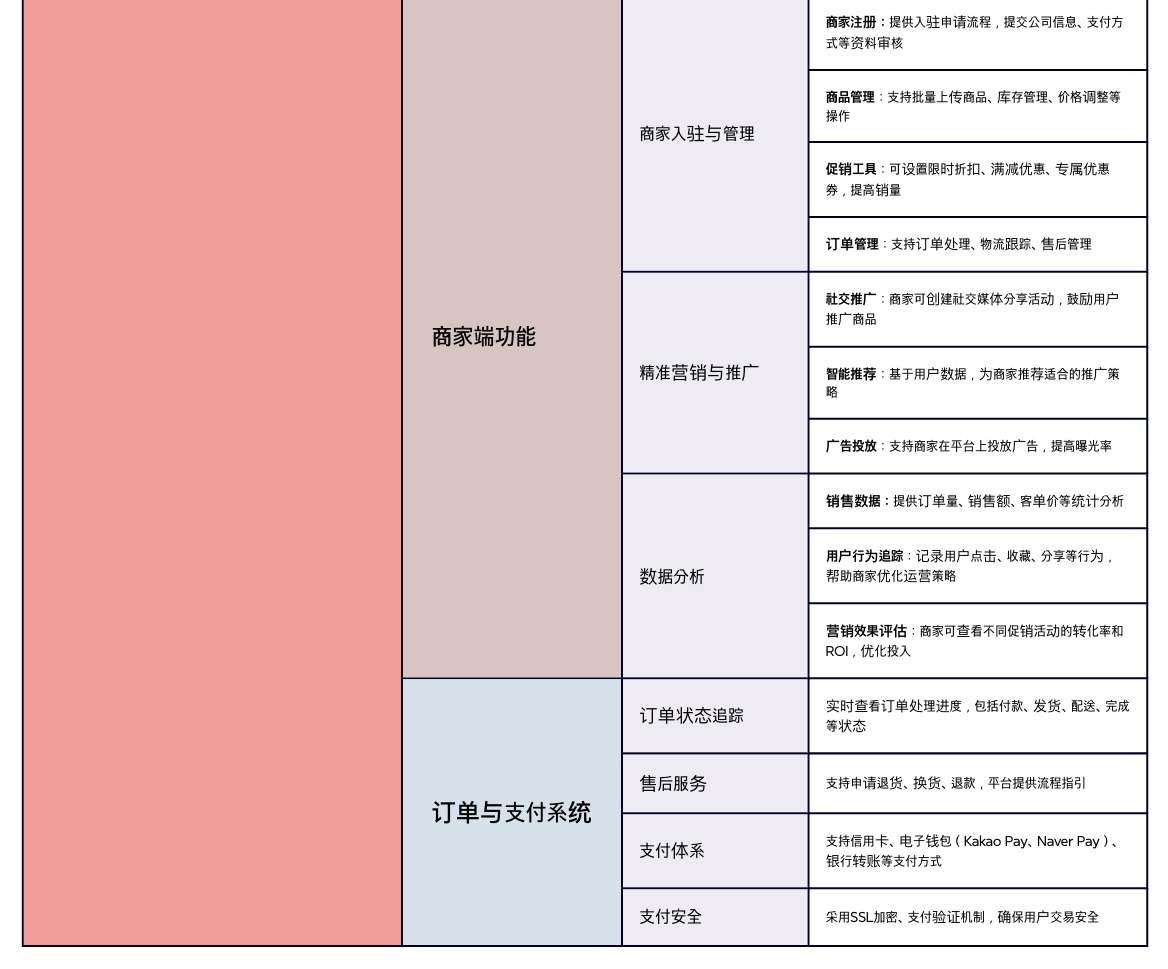 商家端功能
商家入驻与管理
商家注册：提供入驻申请流程，提交公司信息、支付方
式等资料审核
商品管理：支持批量上传商品、库存管理、价格调整等
操作
促销工具：可设置限时折扣、满减优惠、专属优惠
券，提高销量
订单管理：支持订单处理、物流跟踪、售后管理
精准营销与推广
社交推广：商家可创建社交媒体分享活动，鼓励用户
推广商品
智能推荐：基于用户数据，为商家推荐适合的推广策
略
广告投放：支持商家在平台上投放广告，提高曝光率
数据分析
销售数据：提供订单量、销售额、客单价等统计分析
用户行为追踪：记录用户点击、收藏、分享等行为，
帮助商家优化运营策略
营销效果评估：商家可查看不同促销活动的转化率和
ROI，优化投入
订单与支付系统
订单状态追踪
实时查看订单处理进度，包括付款、发货、配送、完成
等状态
售后服务
支持申请退货、换货、退款，平台提供流程指引
支付体系
支持信用卡、电子钱包（Kakao Pay、Naver Pay）、
银行转账等支付方式
支付安全
采用SSL加密、支付验证机制，确保用户交易安全